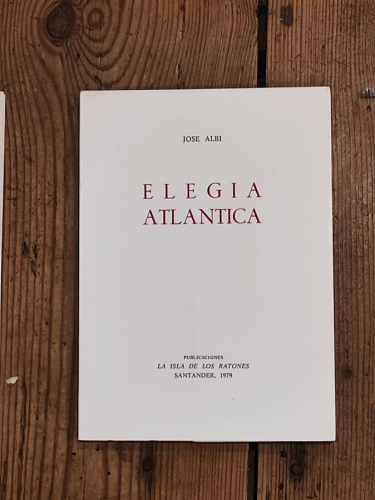 JOSE ALBI
ELEGIA
ATLANTICA
PUBLICACIONES
LA ISLA DE LOS RATONES
SANTANDER, 1979